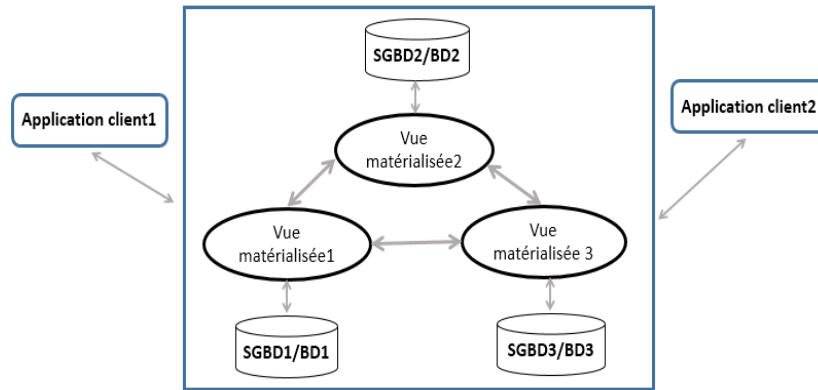 SGBD2/BD2
Application client1
Application client2
Vue
matérialisée2
Vue
matérialisée1
Vue
matérialisée 3
SGBD1/BD1
SGBD3/BD3